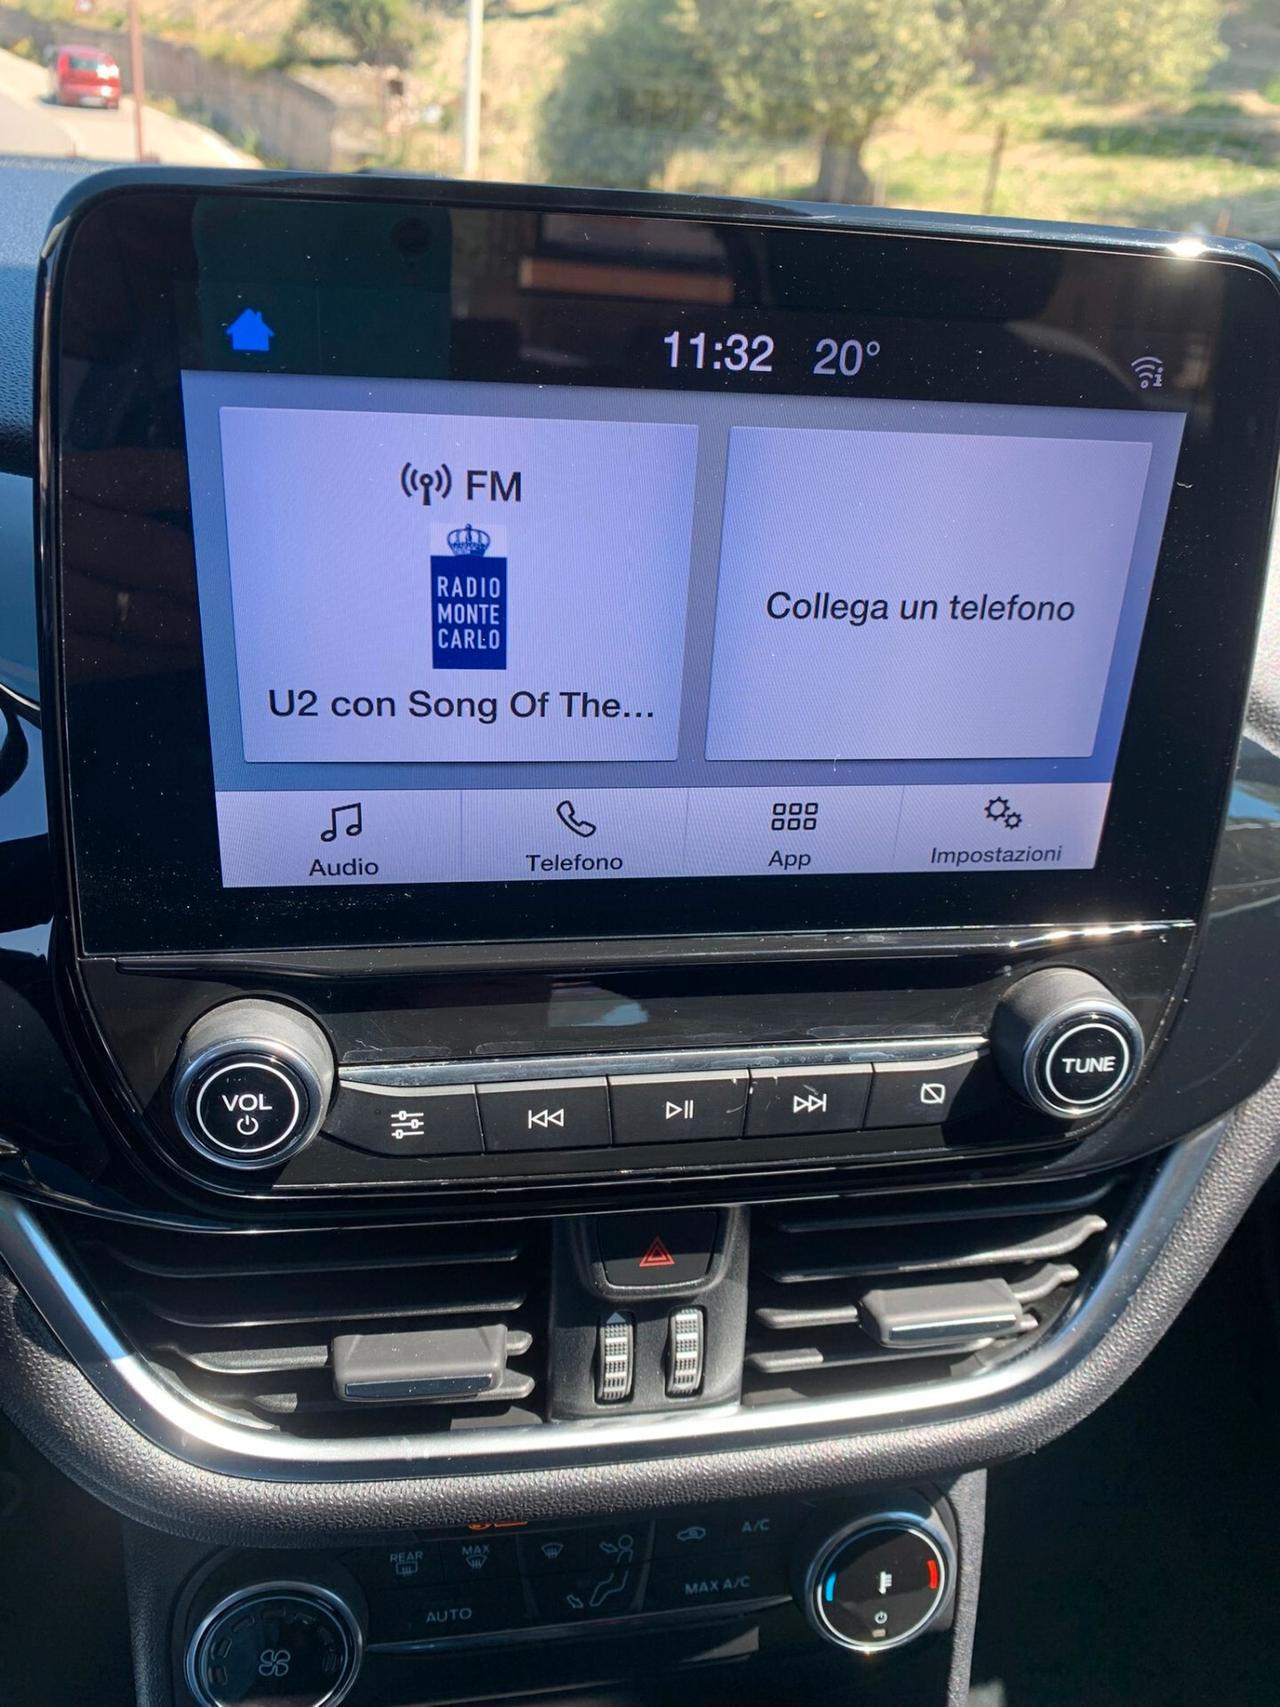 11:32 20°
FM
RADIO
MONTE
CARLO
U2 con Song Of The...
Collega un telefono
Audio
Telefono
App
Impostazioni
VOL
TUNE
REAR
MAX
A/C
MAX A/C
AUTO